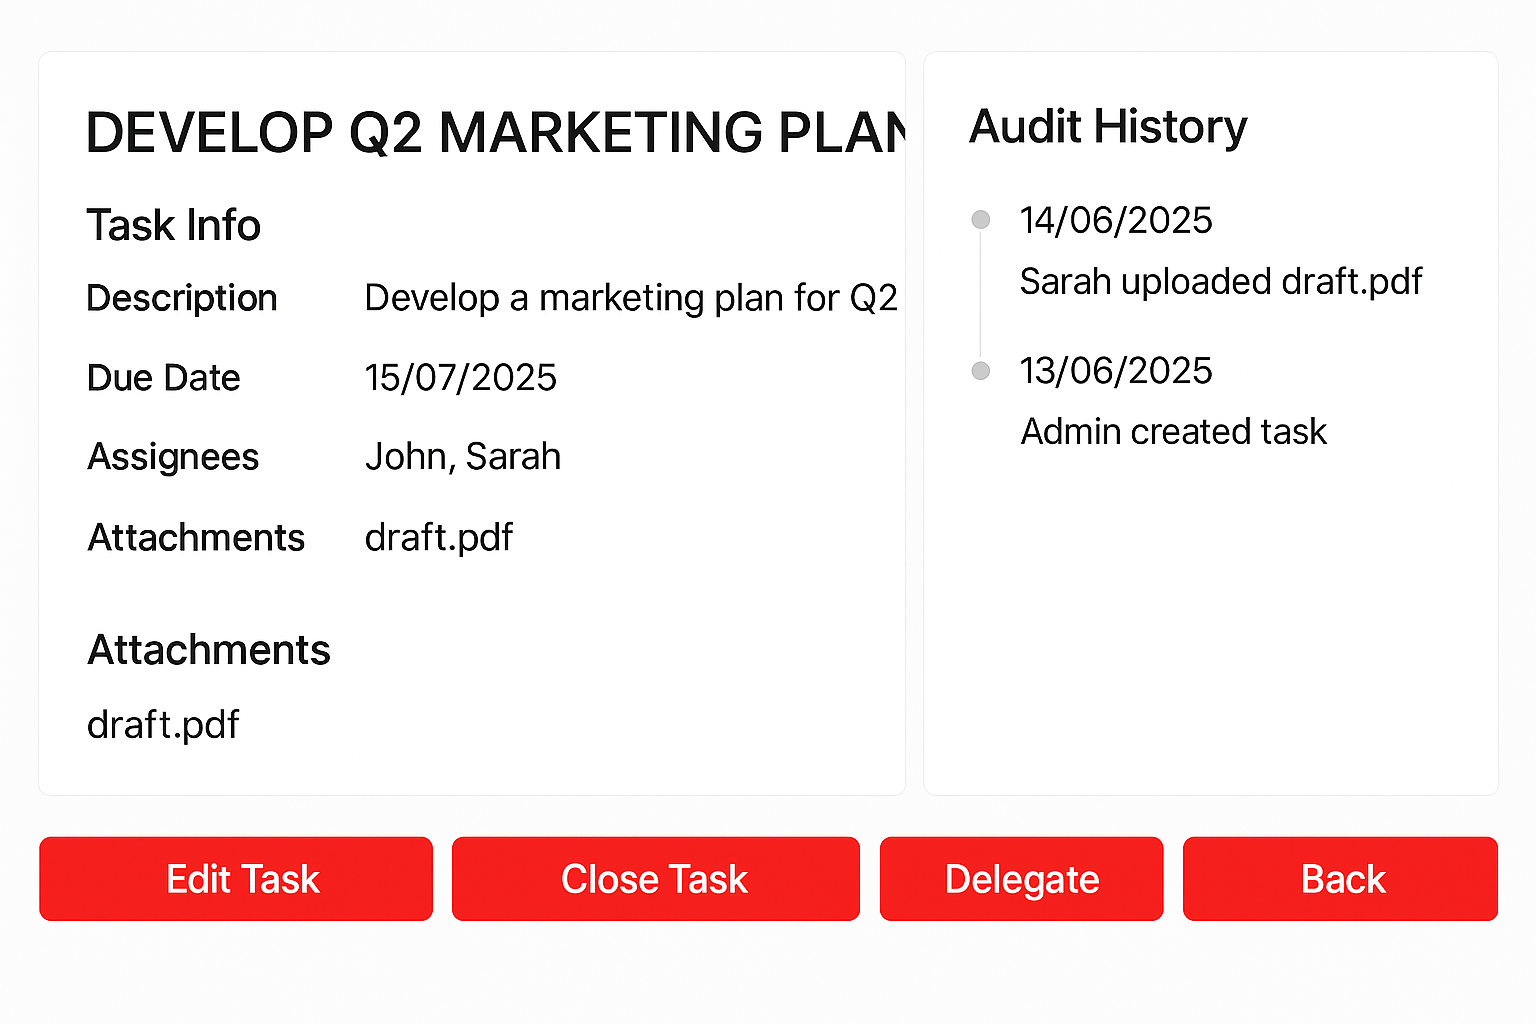 DEVELOP Q2 MARKETING PLAN
Task Info
Description Develop a marketing plan for Q2
Due Date 15/07/2025
Assignees John, Sarah
Attachments draft.pdf
Attachments
draft.pdf
Audit History
14/06/2025
Sarah uploaded draft.pdf
13/06/2025
Admin created task
Edit Task Close Task Delegate Back